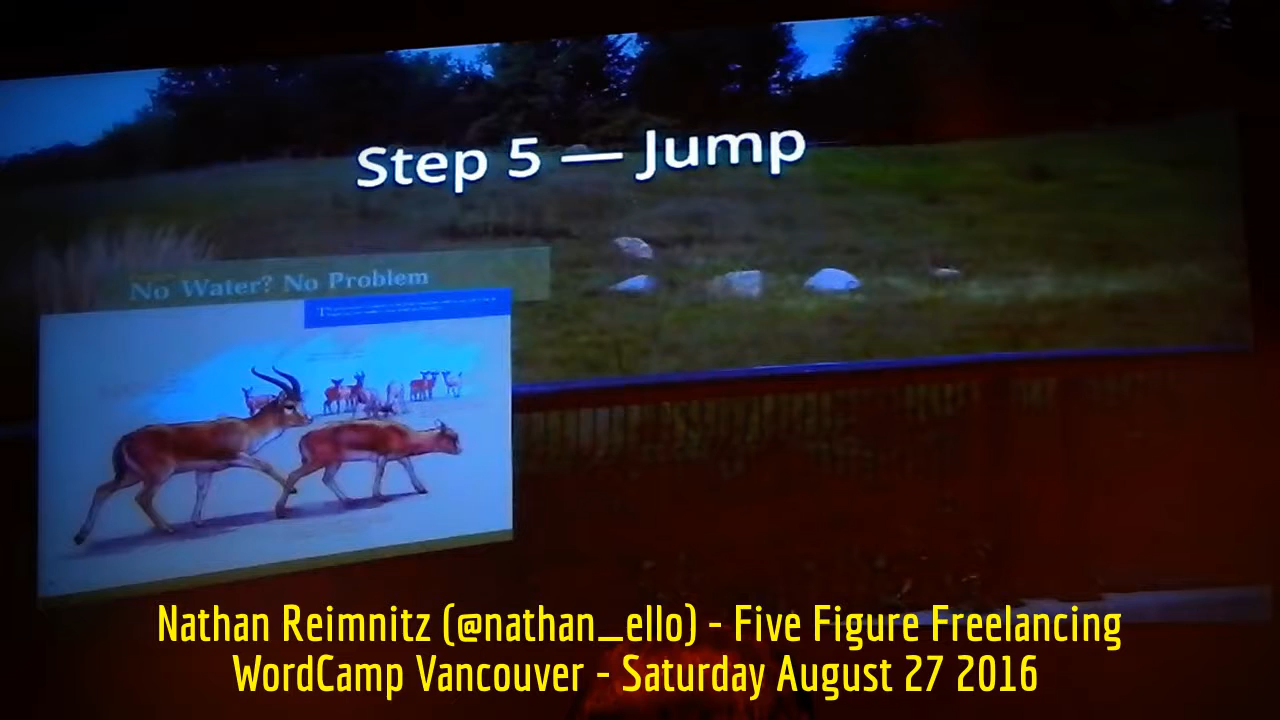 Step 5 — Jump
No Water? No Problem
Nathan Reimnitz (@nathan_ello) - Five Figure Freelancing
WordCamp Vancouver - Saturday August 27 2016